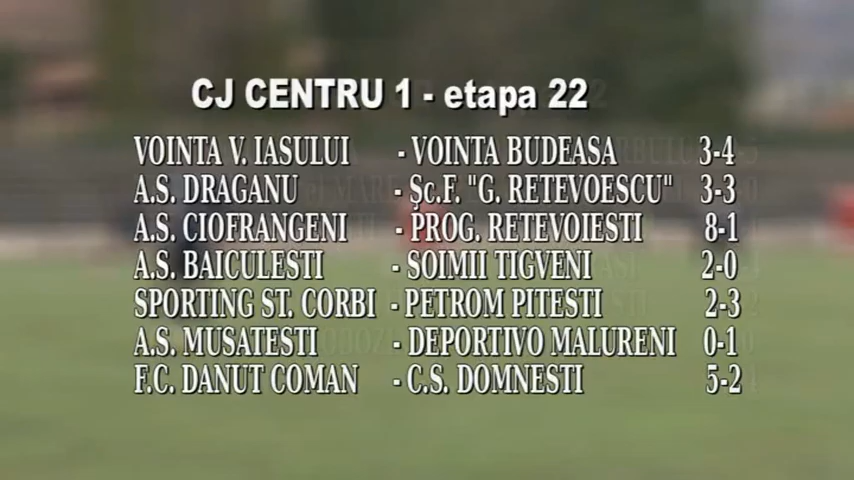 CJ CENTRU 1 - etapa 22
VOINTA V. IASULUI - VOINTA BUDEASA 3-4
A.S. DRAGANU - Şc.F. "G. RETEVOESCU" 3-3
A.S. CIOFRANGENI - PROG. RETEVOIESTI 8-1
A.S. BAICULESTI - SOIMII TIGVENI 2-0
SPORTING ST. CORBI - PETROM PITESTI 2-3
A.S. MUSATESTI - DEPORTIVO MALURENI 0-1
F.C. DANUT COMAN - C.S. DOMNESTI 5-2